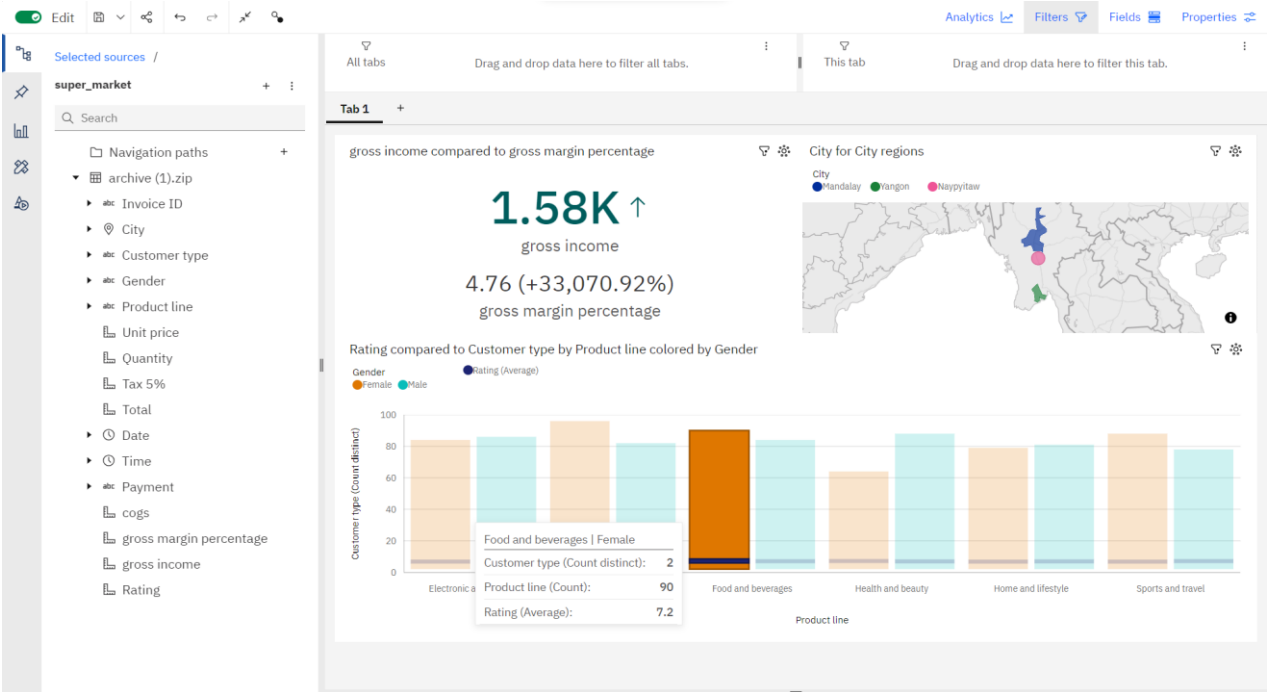 Edit
Analytics
Filters
Fields
Properties
Selected sources /
super_market
Search
Navigation paths
archive (1).zip
abc Invoice ID
City
abc Customer type
abc Gender
abc Product line
Unit price
Quantity
Tax 5%
Total
Date
Time
abc Payment
cogs
gross margin percentage
gross income
Rating
All tabs
Drag and drop data here to filter all tabs.
This tab
Drag and drop data here to filter this tab.
Tab 1 +
gross income compared to gross margin percentage
1.58K ↑
gross income
4.76 (+33,070.92%)
gross margin percentage
City for City regions
City
Mandalay Yangon Naypyitaw
Rating compared to Customer type by Product line colored by Gender
Gender
Female Male
Rating (Average)
Customer type (Count distinct)
100
80
60
40
20
0
Food and beverages | Female
Customer type (Count distinct): 2
Product line (Count): 90
Rating (Average): 7.2
Electronic a
Food and beverages
Health and beauty
Home and lifestyle
Sports and travel
Product line